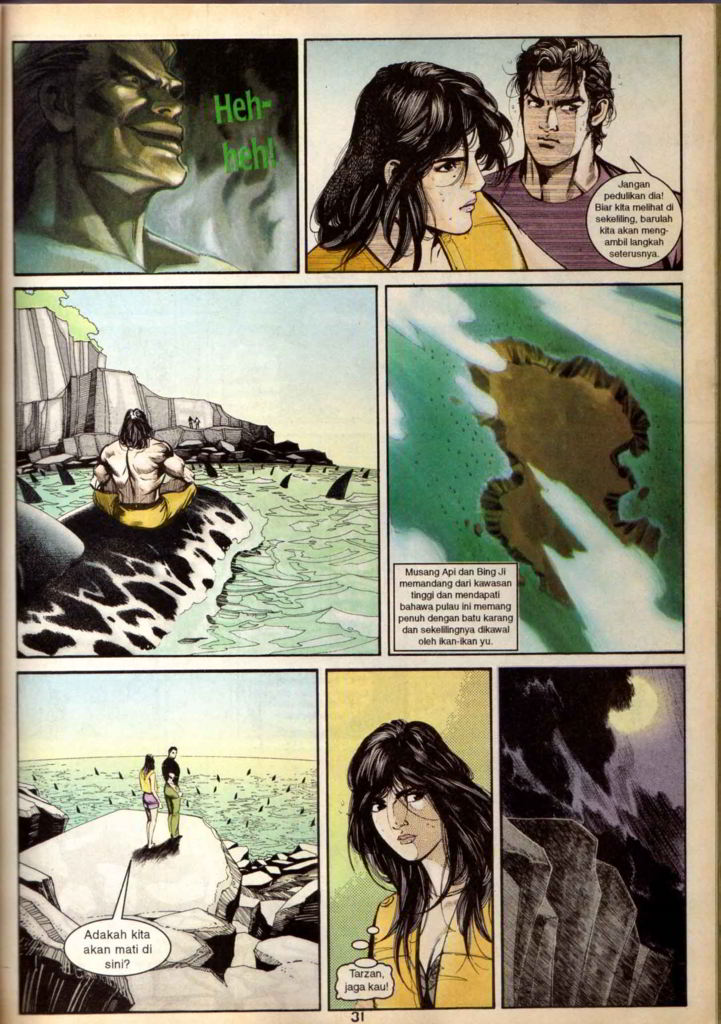 Heh-
heh!
Jangan
pedulikan dia!
Biar kita melihat di
sekeliling, barulah
kita akan meng-
ambil langkah
seterusnya.
Musang Api dan Bing Ji
memandang dari kawasan
tinggi dan mendapati
bahawa pulau ini memang
penuh dengan batu karang
dan sekelilingnya dikawal
oleh ikan-ikan yu.
Adakah kita
akan mati di
sini?
Tarzan,
jaga kau!
31